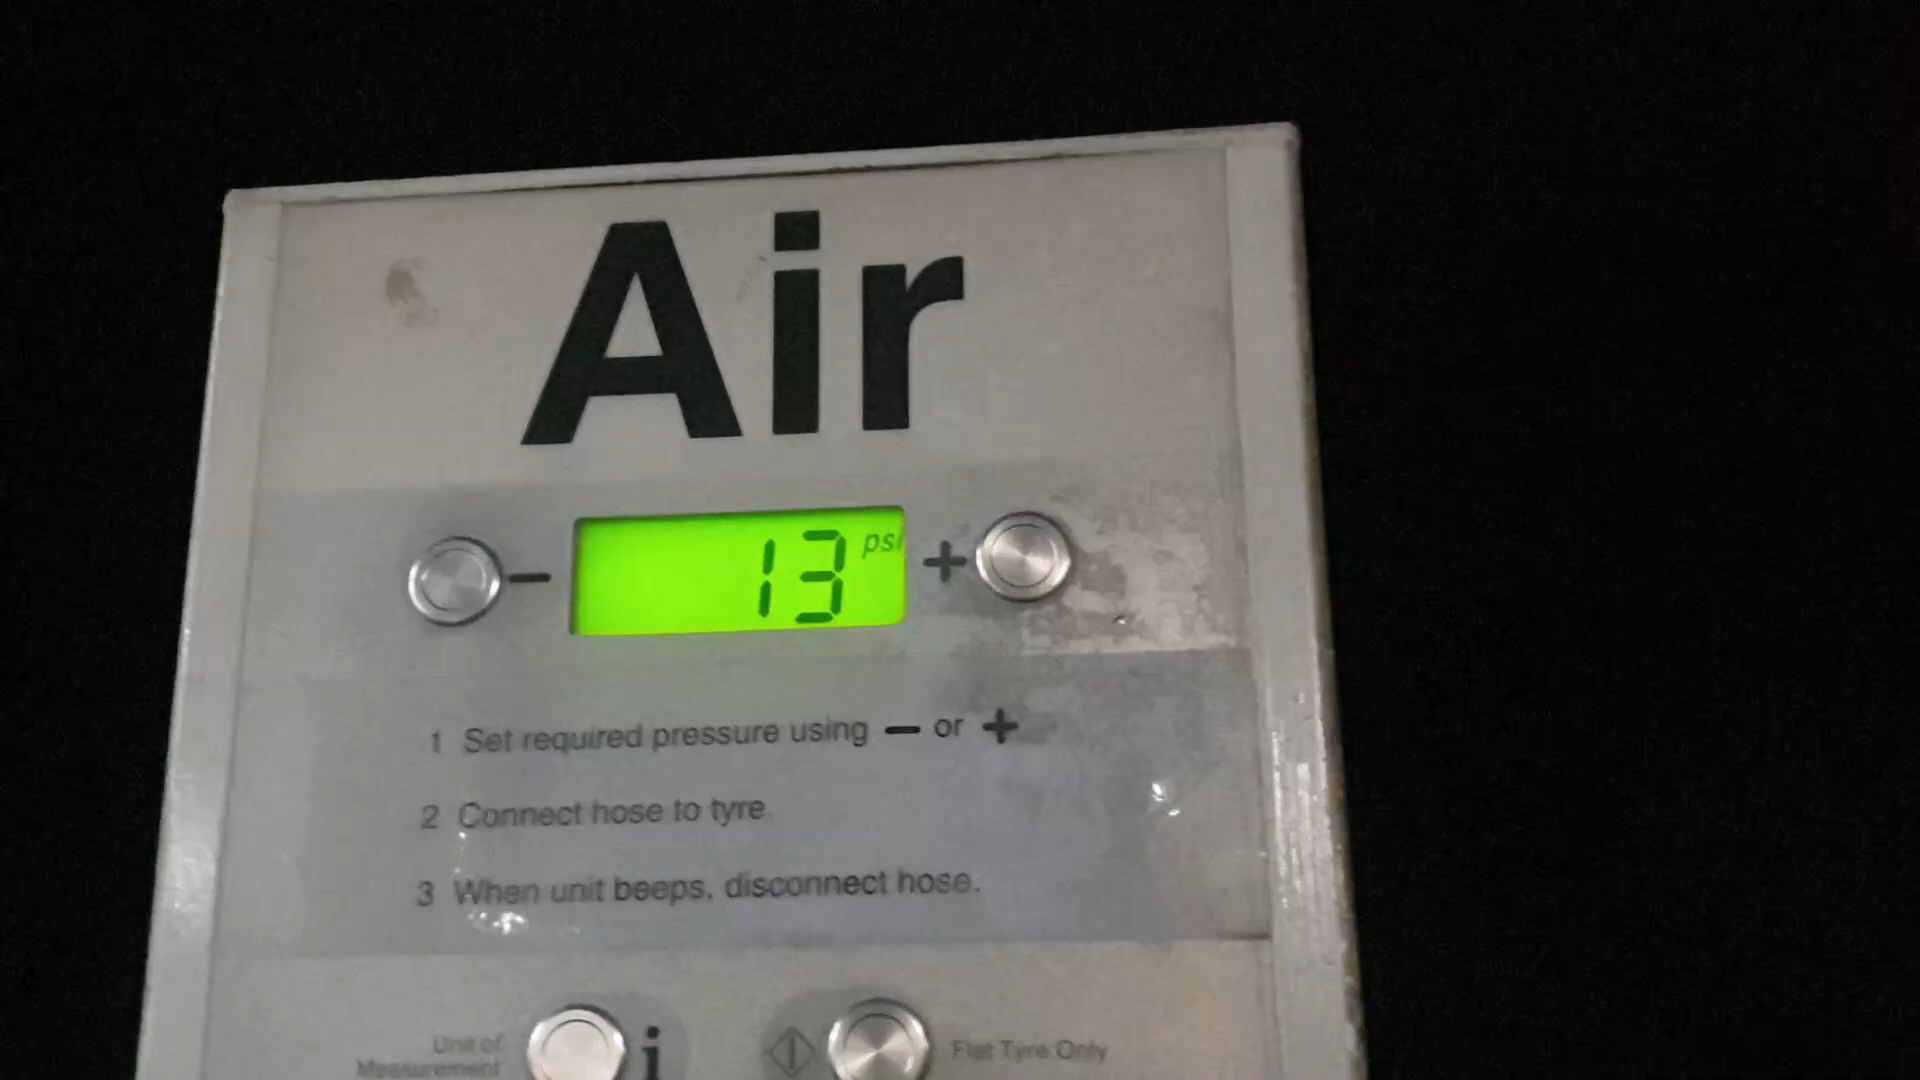 Air
− 13 psi +
1 Set required pressure using − or +
2 Connect hose to tyre
3 When unit beeps, disconnect hose.
Unit of
Measurement
i
Flat Tyre Only